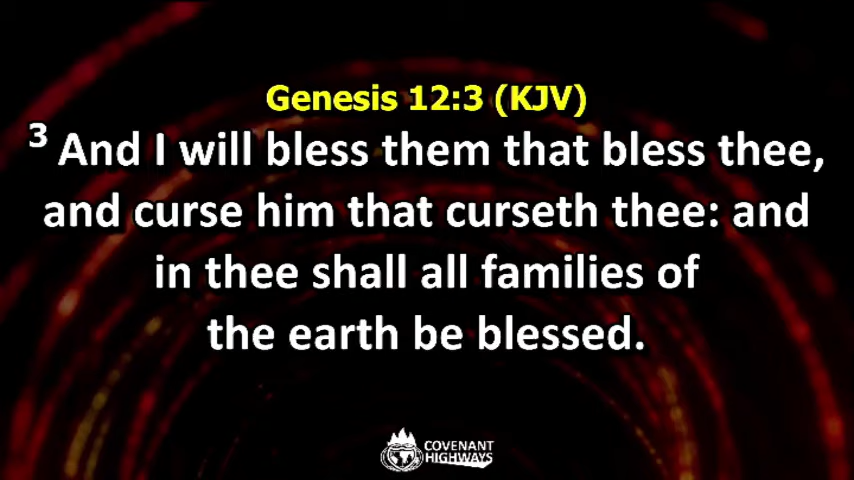 Genesis 12:3 (KJV)
3 And I will bless them that bless thee,
and curse him that curseth thee: and
in thee shall all families of
the earth be blessed.
COVENANT
HIGHWAYS